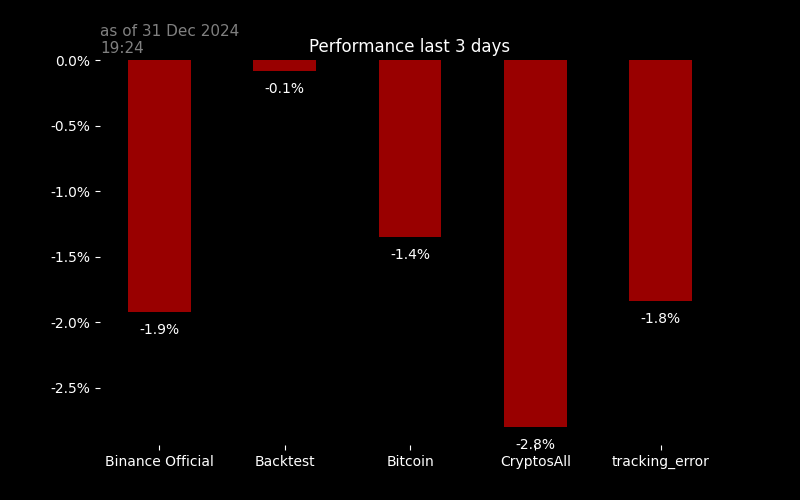 as of 31 Dec 2024
19:24
Performance last 3 days
0.0%
-0.5%
-1.0%
-1.5%
-2.0%
-2.5%
-1.9%
-0.1%
-1.4%
-2.8%
-1.8%
Binance Official
Backtest
Bitcoin
CryptosAll
tracking_error